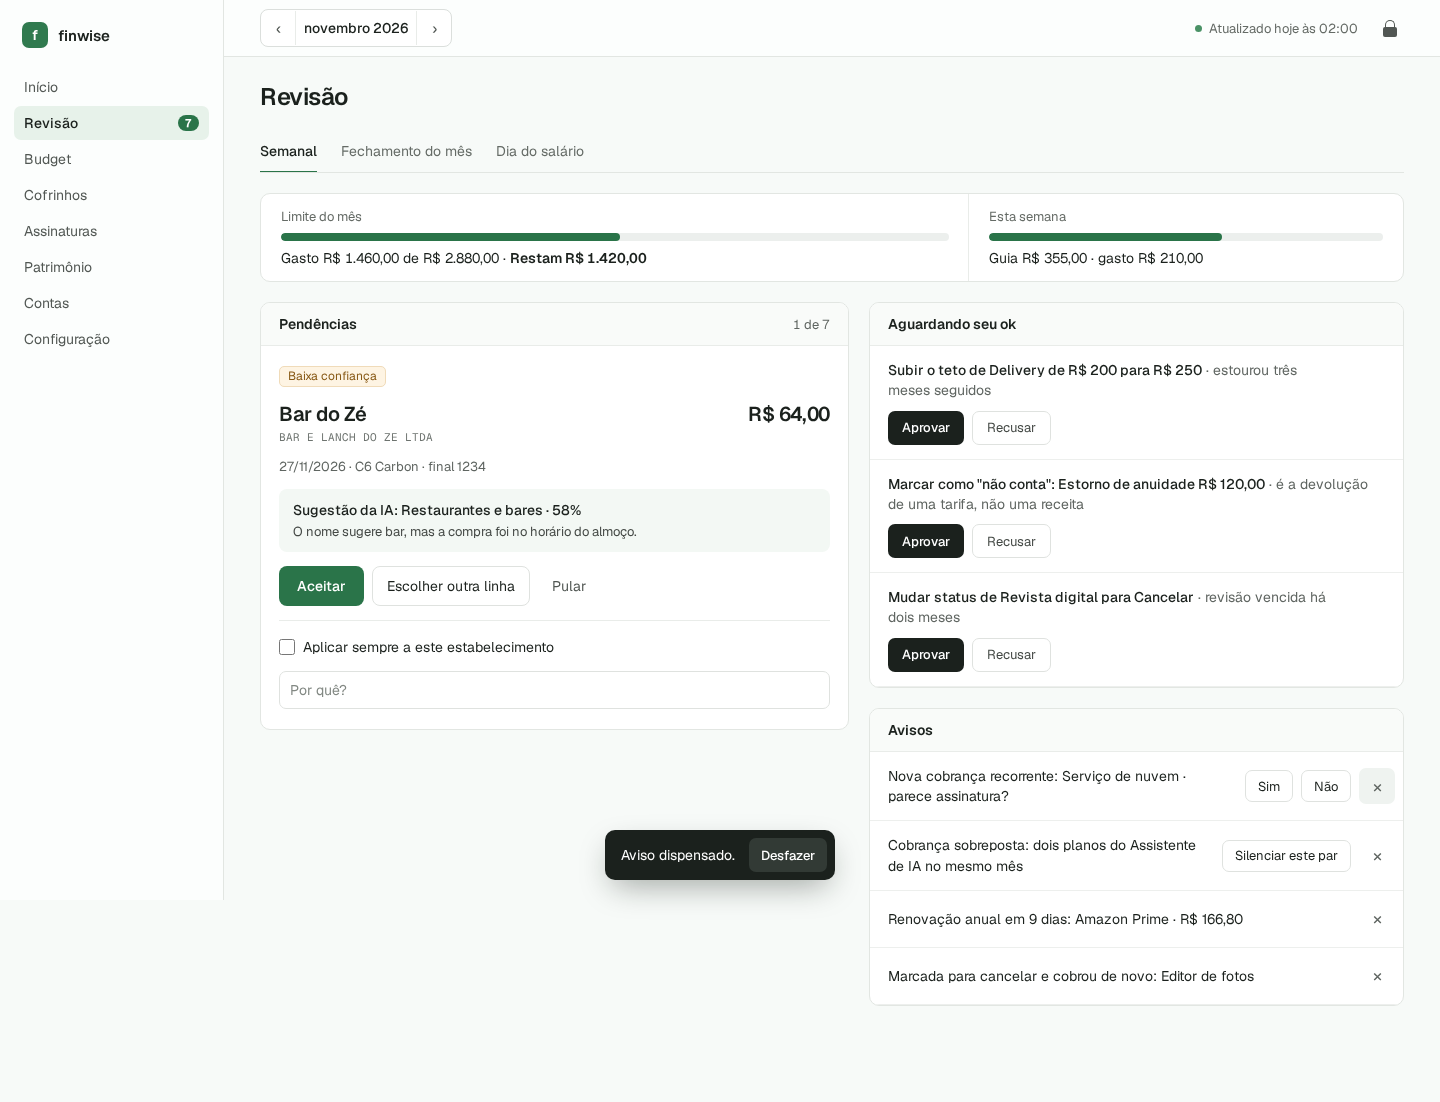 f finwise
Início
Revisão 7
Budget
Cofrinhos
Assinaturas
Patrimônio
Contas
Configuração
‹ novembro 2026 ›
Atualizado hoje às 02:00
Revisão
Semanal Fechamento do mês Dia do salário
Limite do mês
Gasto R$ 1.460,00 de R$ 2.880,00 · Restam R$ 1.420,00
Esta semana
Guia R$ 355,00 · gasto R$ 210,00
Pendências 1 de 7
Baixa confiança
Bar do Zé R$ 64,00
BAR E LANCH DO ZE LTDA
27/11/2026 · C6 Carbon · final 1234
Sugestão da IA: Restaurantes e bares · 58%
O nome sugere bar, mas a compra foi no horário do almoço.
Aceitar Escolher outra linha Pular
Aplicar sempre a este estabelecimento
Por quê?
Aguardando seu ok
Subir o teto de Delivery de R$ 200 para R$ 250 · estourou três
meses seguidos
Aprovar Recusar
Marcar como "não conta": Estorno de anuidade R$ 120,00 · é a devolução
de uma tarifa, não uma receita
Aprovar Recusar
Mudar status de Revista digital para Cancelar · revisão vencida há
dois meses
Aprovar Recusar
Avisos
Nova cobrança recorrente: Serviço de nuvem ·
parece assinatura?
Sim Não ×
Cobrança sobreposta: dois planos do Assistente
de IA no mesmo mês
Silenciar este par ×
Renovação anual em 9 dias: Amazon Prime · R$ 166,80 ×
Marcada para cancelar e cobrou de novo: Editor de fotos ×
Aviso dispensado. Desfazer